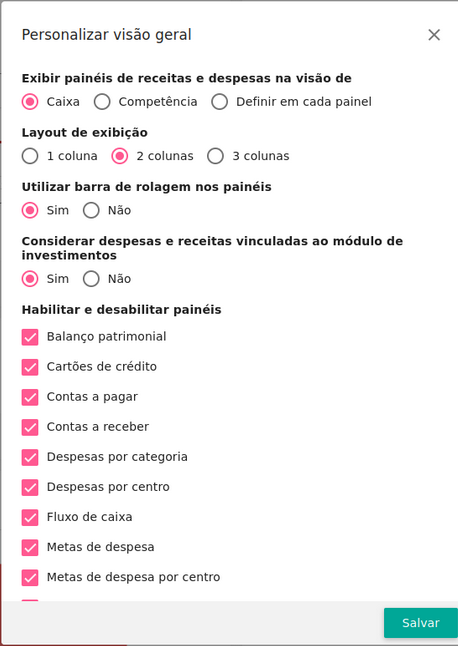 Personalizar visão geral
Exibir painéis de receitas e despesas na visão de
Caixa Competência Definir em cada painel
Layout de exibição
1 coluna 2 colunas 3 colunas
Utilizar barra de rolagem nos painéis
Sim Não
Considerar despesas e receitas vinculadas ao módulo de
investimentos
Sim Não
Habilitar e desabilitar painéis
Balanço patrimonial
Cartões de crédito
Contas a pagar
Contas a receber
Despesas por categoria
Despesas por centro
Fluxo de caixa
Metas de despesa
Metas de despesa por centro
Salvar